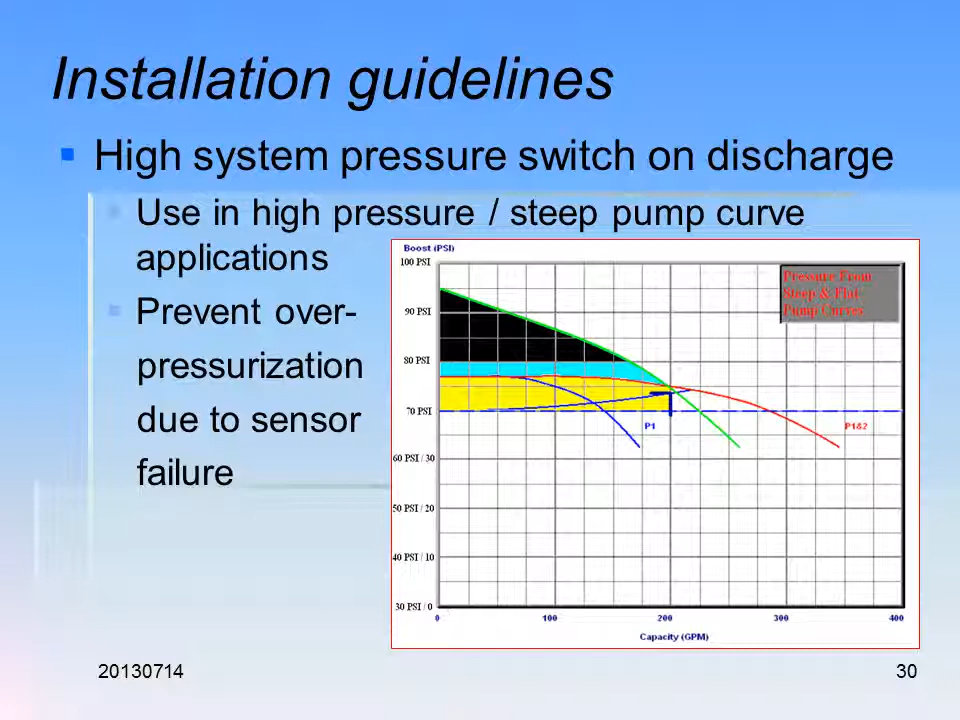 Installation guidelines
High system pressure switch on discharge
Use in high pressure / steep pump curve
applications
Prevent over-
pressurization
due to sensor
failure
Boost (PSI)
100 PSI
Pressure From
Steep & Flat
Pump Curves
90 PSI
80 PSI
70 PSI
P1
P1&2
60 PSI / 30
50 PSI / 20
40 PSI / 10
30 PSI / 0
0 100 200 300 400
Capacity (GPM)
20130714 30